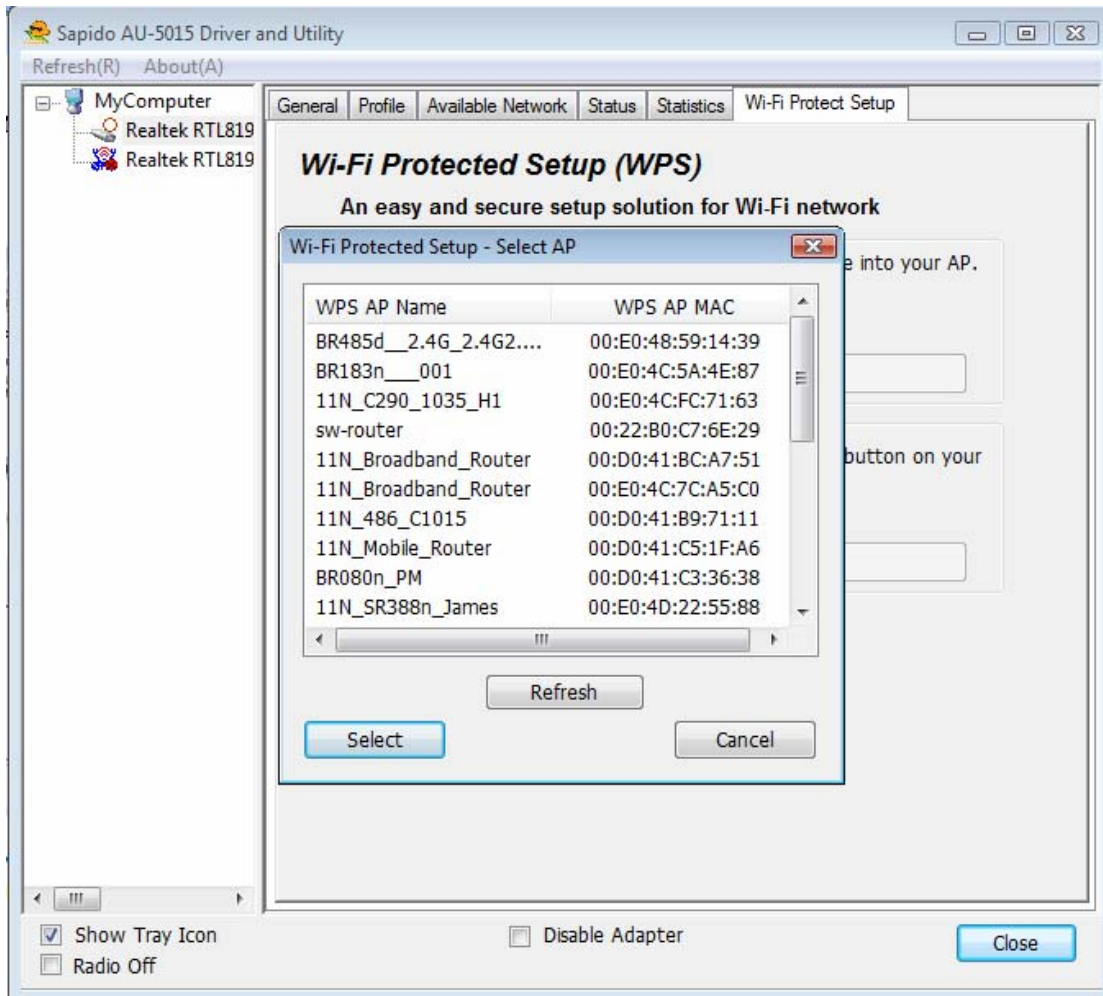 Sapido AU-5015 Driver and Utility
Refresh(R) About(A)
MyComputer
Realtek RTL819
Realtek RTL819
General Profile Available Network Status Statistics Wi-Fi Protect Setup
Wi-Fi Protected Setup (WPS)
An easy and secure setup solution for Wi-Fi network
e into your AP.
button on your
Wi-Fi Protected Setup - Select AP
WPS AP Name WPS AP MAC
BR485d__2.4G_2.4G2.... 00:E0:48:59:14:39
BR183n___001 00:E0:4C:5A:4E:87
11N_C290_1035_H1 00:E0:4C:FC:71:63
sw-router 00:22:B0:C7:6E:29
11N_Broadband_Router 00:D0:41:BC:A7:51
11N_Broadband_Router 00:E0:4C:7C:A5:C0
11N_486_C1015 00:D0:41:B9:71:11
11N_Mobile_Router 00:D0:41:C5:1F:A6
BR080n_PM 00:D0:41:C3:36:38
11N_SR388n_James 00:E0:4D:22:55:88
Refresh
Select Cancel
Show Tray Icon Disable Adapter
Radio Off
Close